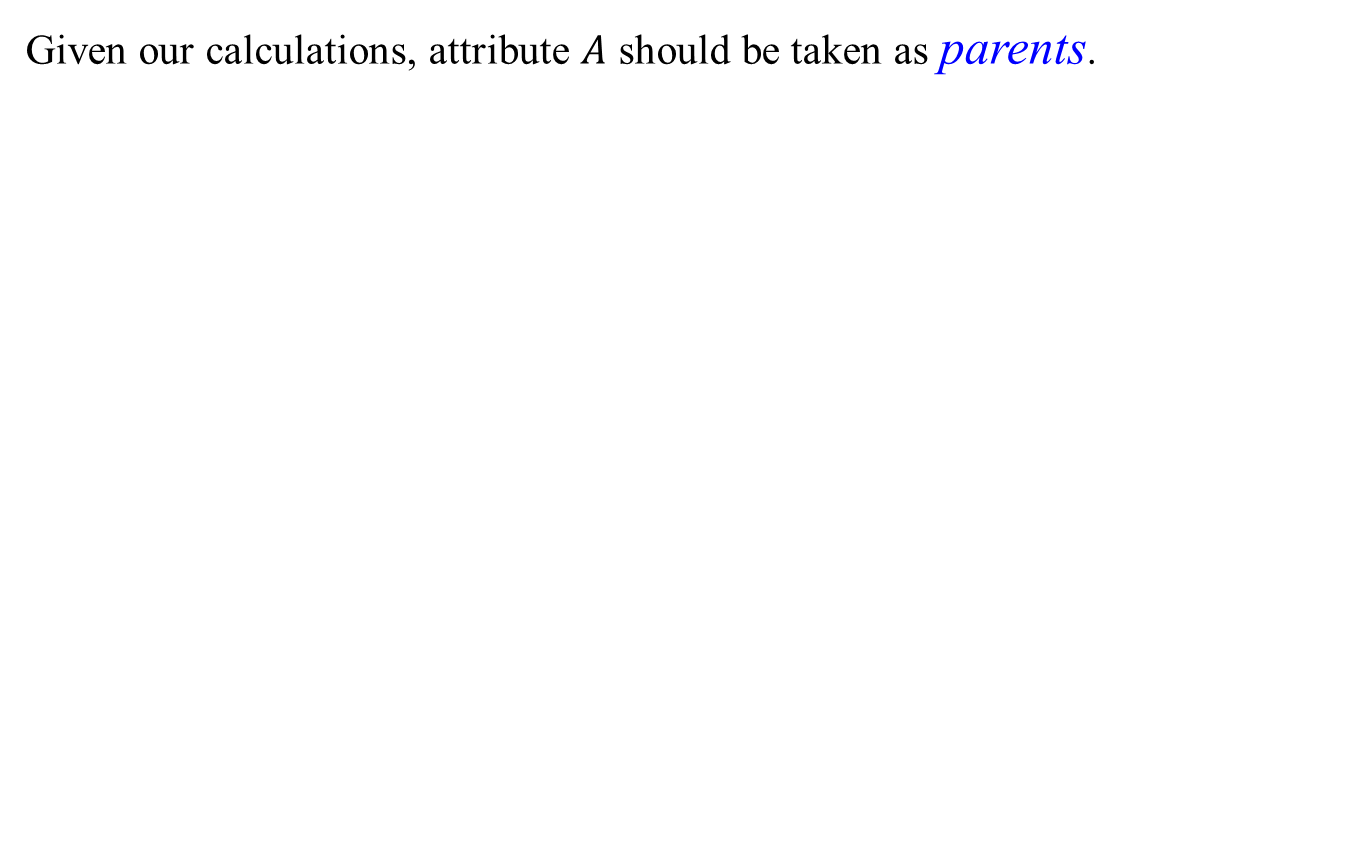 Given our calculations, attribute A should be taken as parents.